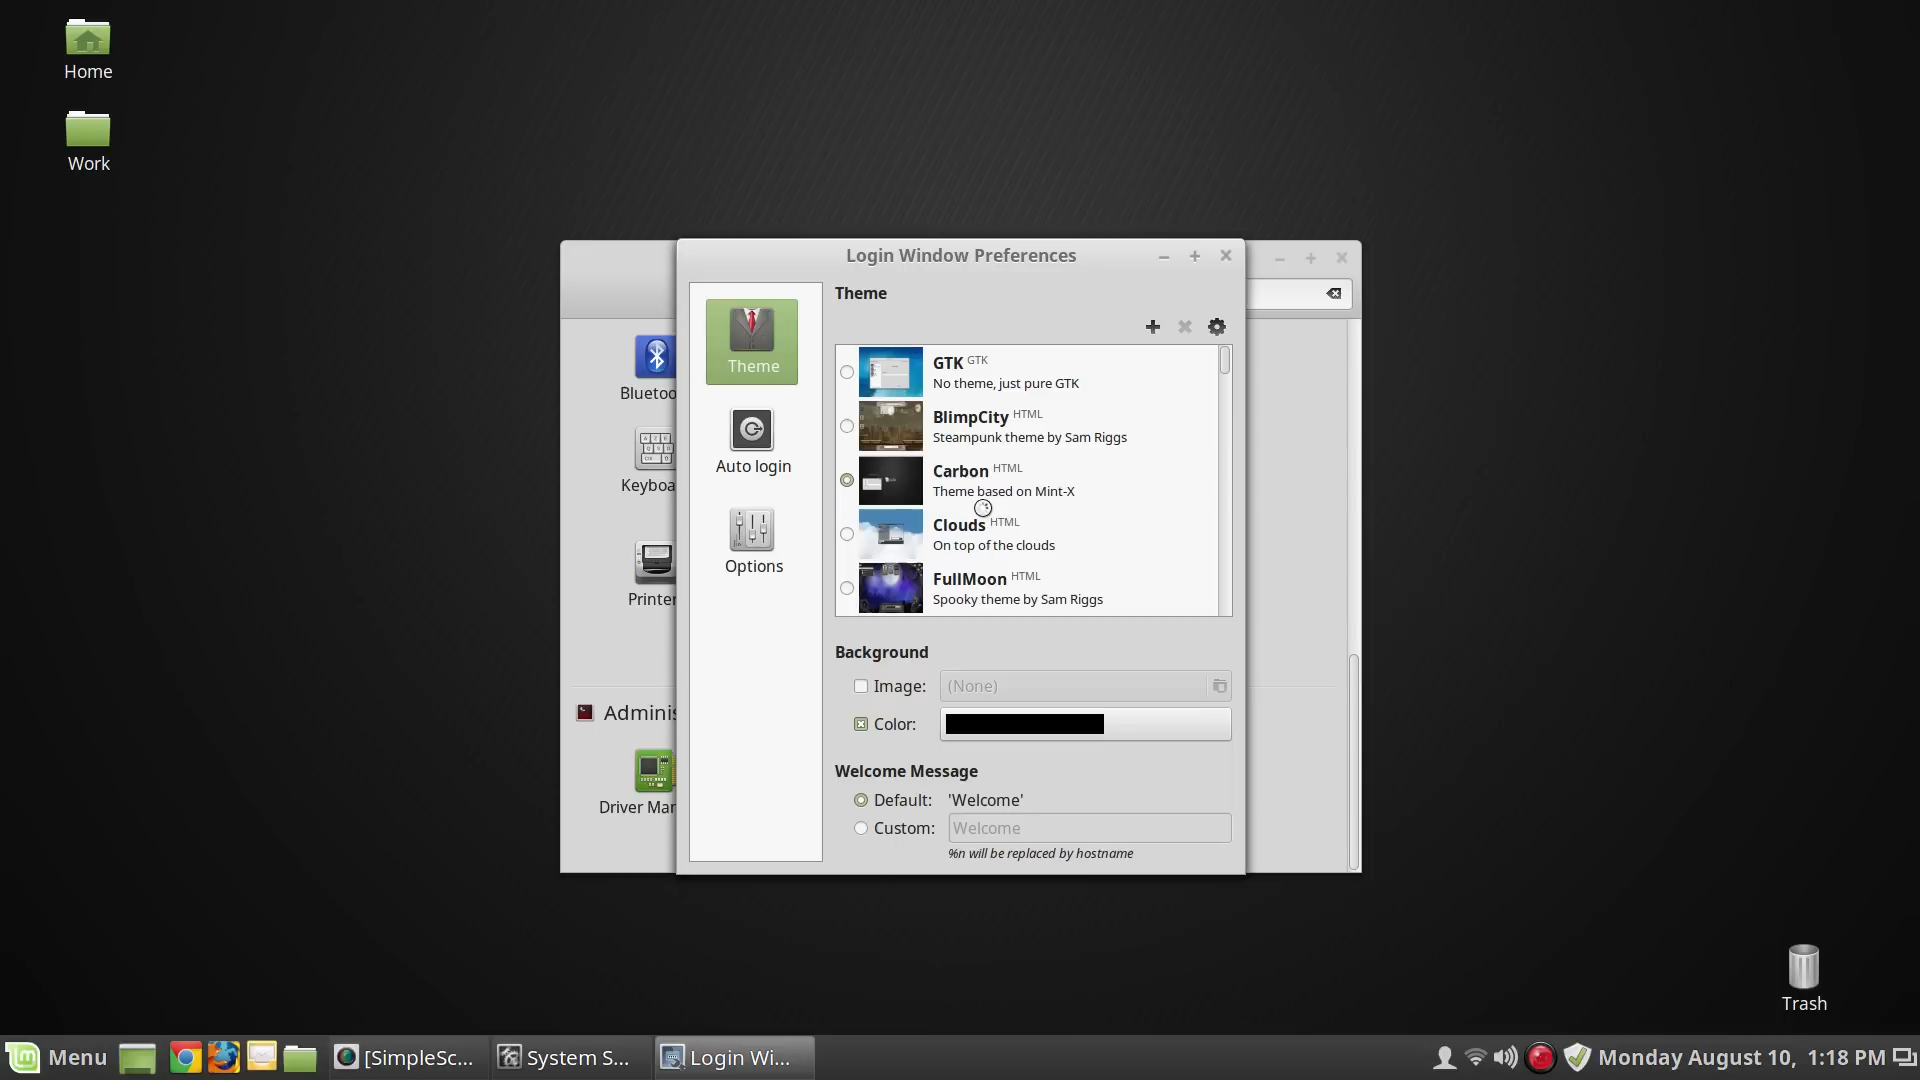 Home
Work
Login Window Preferences
Theme
Auto login
Options
Theme
GTK GTK
No theme, just pure GTK
BlimpCity HTML
Steampunk theme by Sam Riggs
Carbon HTML
Theme based on Mint-X
Clouds HTML
On top of the clouds
FullMoon HTML
Spooky theme by Sam Riggs
Background
Image: (None)
Color:
Welcome Message
Default: 'Welcome'
Custom: Welcome
%n will be replaced by hostname
Bluetoo
Keyboa
Printer
Adminis
Driver Man
Trash
Menu
[SimpleSc...
System S...
Login Wi...
Monday August 10, 1:18 PM